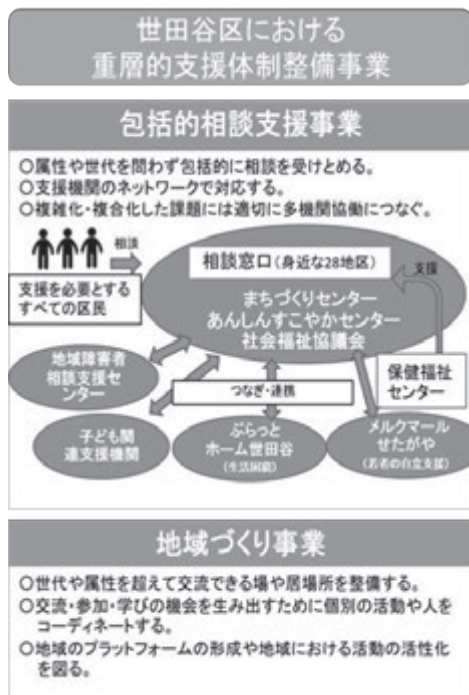 世田谷区における
重層的支援体制整備事業
包括的相談支援事業
○属性や世代を問わず包括的に相談を受けとめる。
○支援機関のネットワークで対応する。
○複雑化・複合化した課題には適切に多機関協働につなぐ。
相談
支援を必要とする
すべての区民
相談窓口(身近な28地区)
支援
まちづくりセンター
あんしんすこやかセンター
社会福祉協議会
地域障害者
相談支援セ
ンター
つなぎ・連携
保健福祉
センター
子ども関
連支援機関
ぷらっと
ホーム世田谷
(生活困窮)
メルクマール
せたがや
(若者の自立支援)
地域づくり事業
○世代や属性を超えて交流できる場や居場所を整備する。
○交流・参加・学びの機会を生み出すために個別の活動や人を
コーディネートする。
○地域のプラットフォームの形成や地域における活動の活性化
を図る。